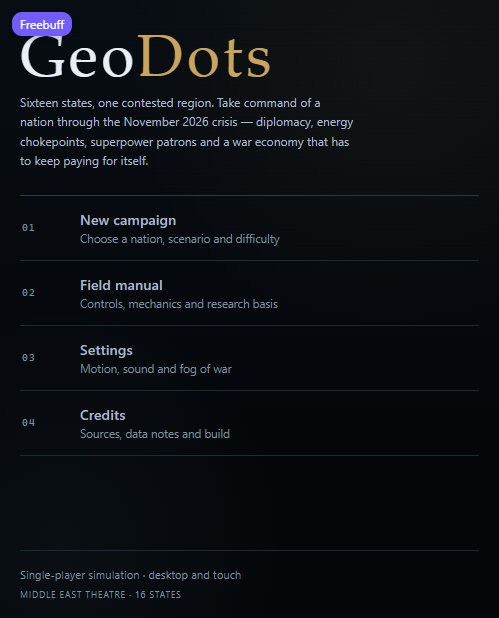 Freebuff
GeoDots
Sixteen states, one contested region. Take command of a
nation through the November 2026 crisis — diplomacy, energy
chokepoints, superpower patrons and a war economy that has
to keep paying for itself.
01
New campaign
Choose a nation, scenario and difficulty
02
Field manual
Controls, mechanics and research basis
03
Settings
Motion, sound and fog of war
04
Credits
Sources, data notes and build
Single-player simulation · desktop and touch
MIDDLE EAST THEATRE · 16 STATES